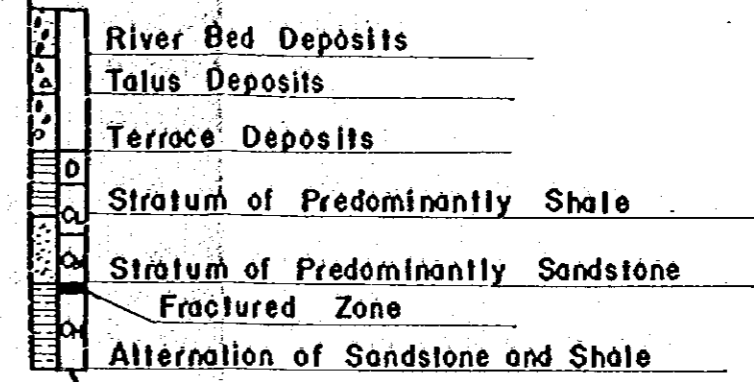 River Bed Deposits
Talus Deposits
Terrace Deposits
D
Stratum of Predominantly Shale
Stratum of Predominantly Sandstone
Fractured Zone
Alternation of Sandstone and Shale